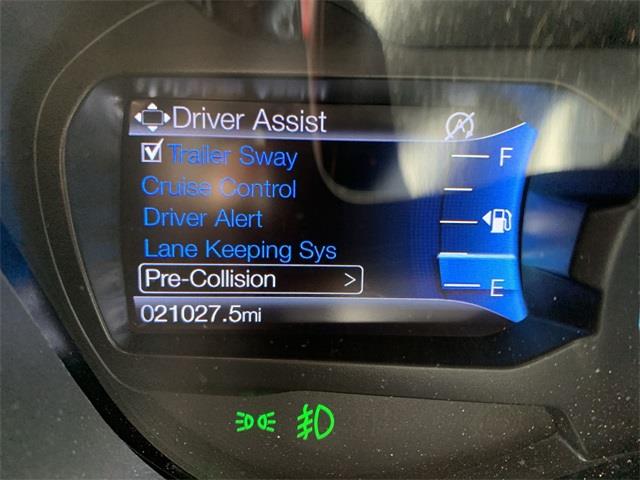 Driver Assist
Trailer Sway
F
Cruise Control
Driver Alert
Lane Keeping Sys
Pre-Collision >
E
021027.5mi